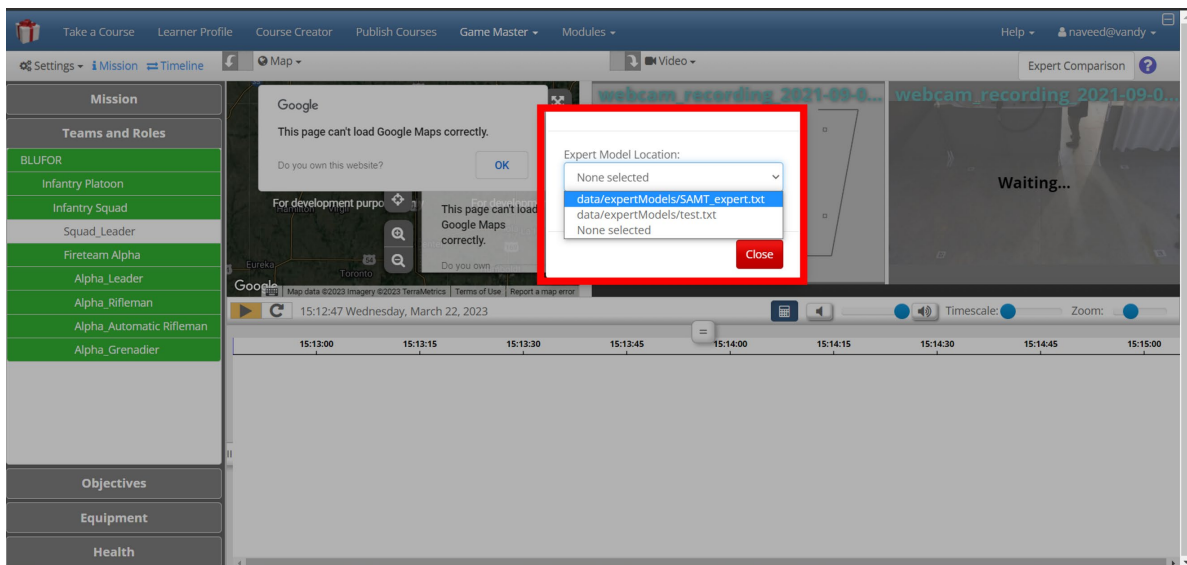 Take a Course Learner Profile Course Creator Publish Courses Game Master Modules Help naveed@vandy
Settings i Mission Timeline Map Video Expert Comparison ?
Mission
Teams and Roles
BLUFOR
Infantry Platoon
Infantry Squad
Squad_Leader
Fireteam Alpha
Alpha_Leader
Alpha_Rifleman
Alpha_Automatic Rifleman
Alpha_Grenadier
Objectives
Equipment
Health
Google
This page can't load Google Maps correctly.
Do you own this website? OK
For development purpo
This page can't load
Google Maps
correctly.
Do you own
Eureka
Toronto
Google
Map data ©2023 Imagery ©2023 TerraMetrics Terms of Use Report a map error
webcam_recording_2021-09-0...
webcam_recording_2021-09-0...
Waiting...
Expert Model Location:
None selected
data/expertModels/SAMT_expert.txt
data/expertModels/test.txt
None selected
Close
15:12:47 Wednesday, March 22, 2023 Timescale: Zoom:
15:13:00 15:13:15 15:13:30 15:13:45 15:14:00 15:14:15 15:14:30 15:14:45 15:15:00